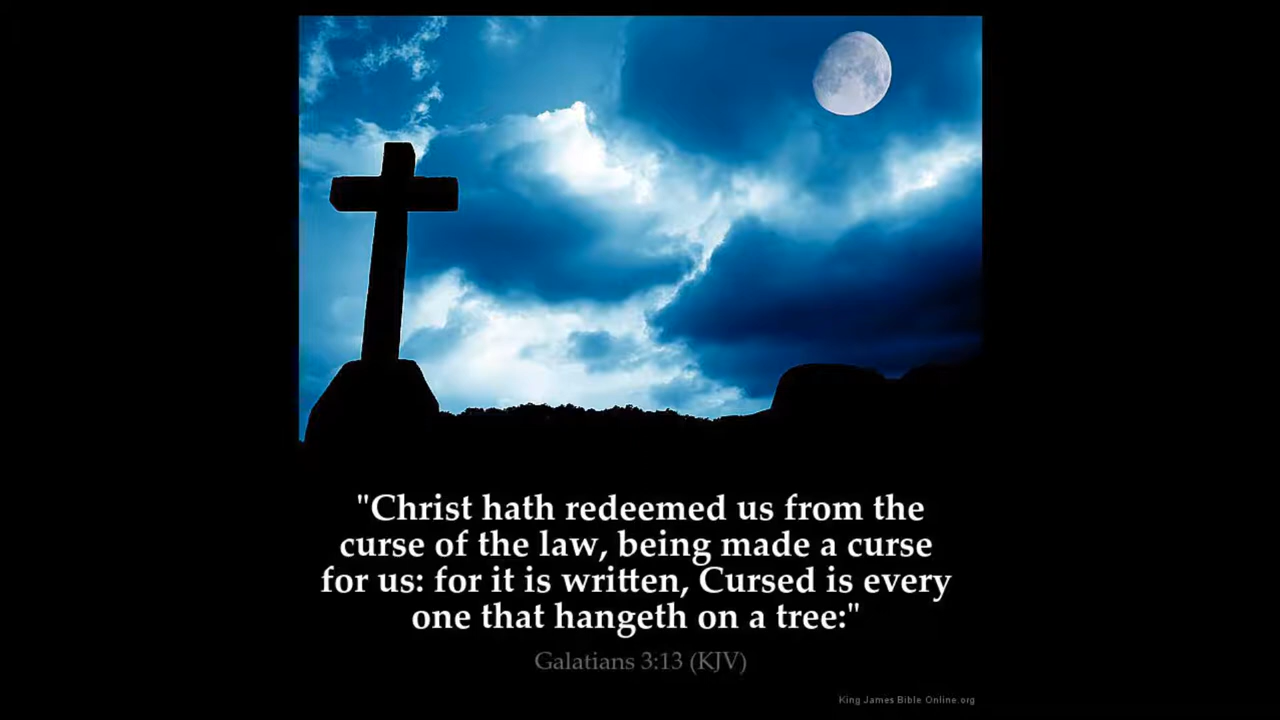 "Christ hath redeemed us from the
curse of the law, being made a curse
for us: for it is written, Cursed is every
one that hangeth on a tree:"
Galatians 3:13 (KJV)
King James Bible Online.org